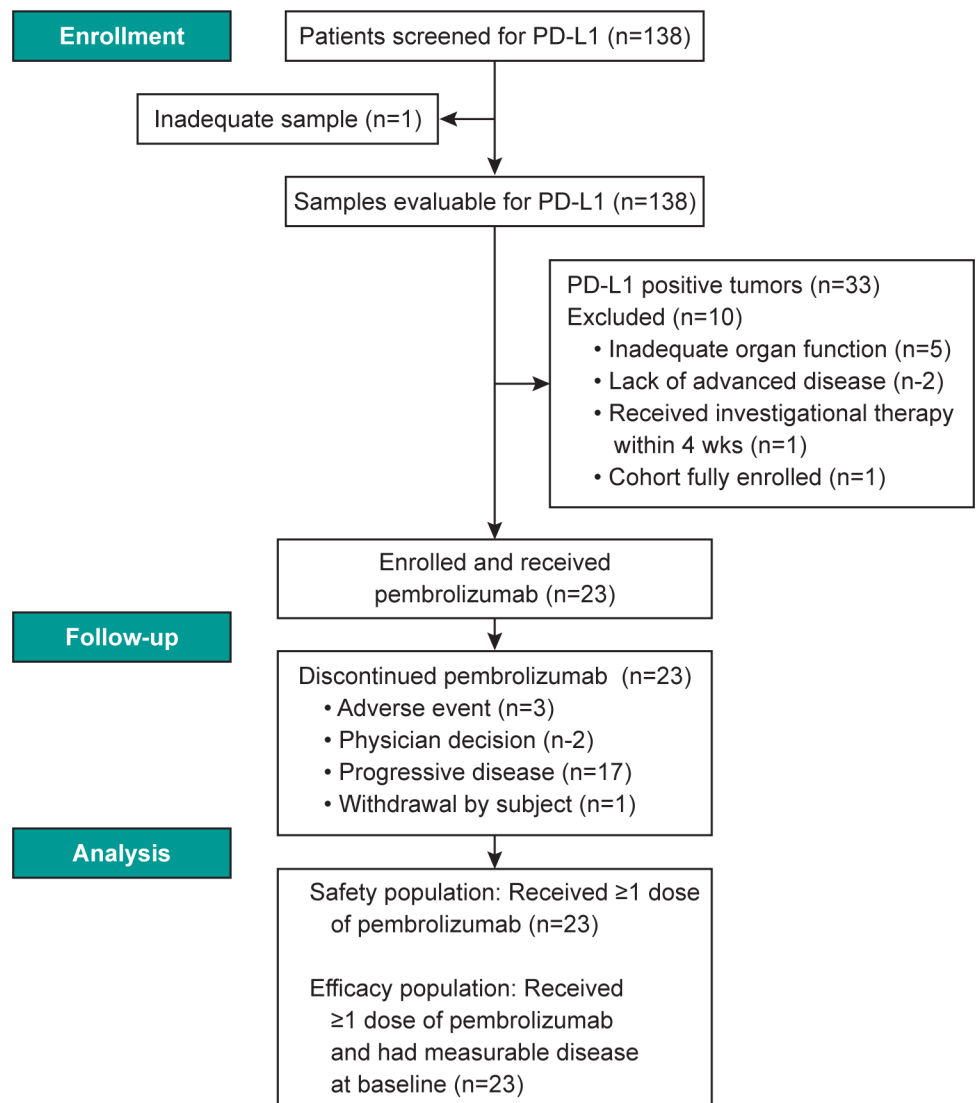 Enrollment
Patients screened for PD-L1 (n=138)
Inadequate sample (n=1)
Samples evaluable for PD-L1 (n=138)
PD-L1 positive tumors (n=33)
Excluded (n=10)
• Inadequate organ function (n=5)
• Lack of advanced disease (n-2)
• Received investigational therapy
within 4 wks (n=1)
• Cohort fully enrolled (n=1)
Enrolled and received
pembrolizumab (n=23)
Follow-up
Discontinued pembrolizumab (n=23)
• Adverse event (n=3)
• Physician decision (n-2)
• Progressive disease (n=17)
• Withdrawal by subject (n=1)
Analysis
Safety population: Received ≥1 dose
of pembrolizumab (n=23)
Efficacy population: Received
≥1 dose of pembrolizumab
and had measurable disease
at baseline (n=23)